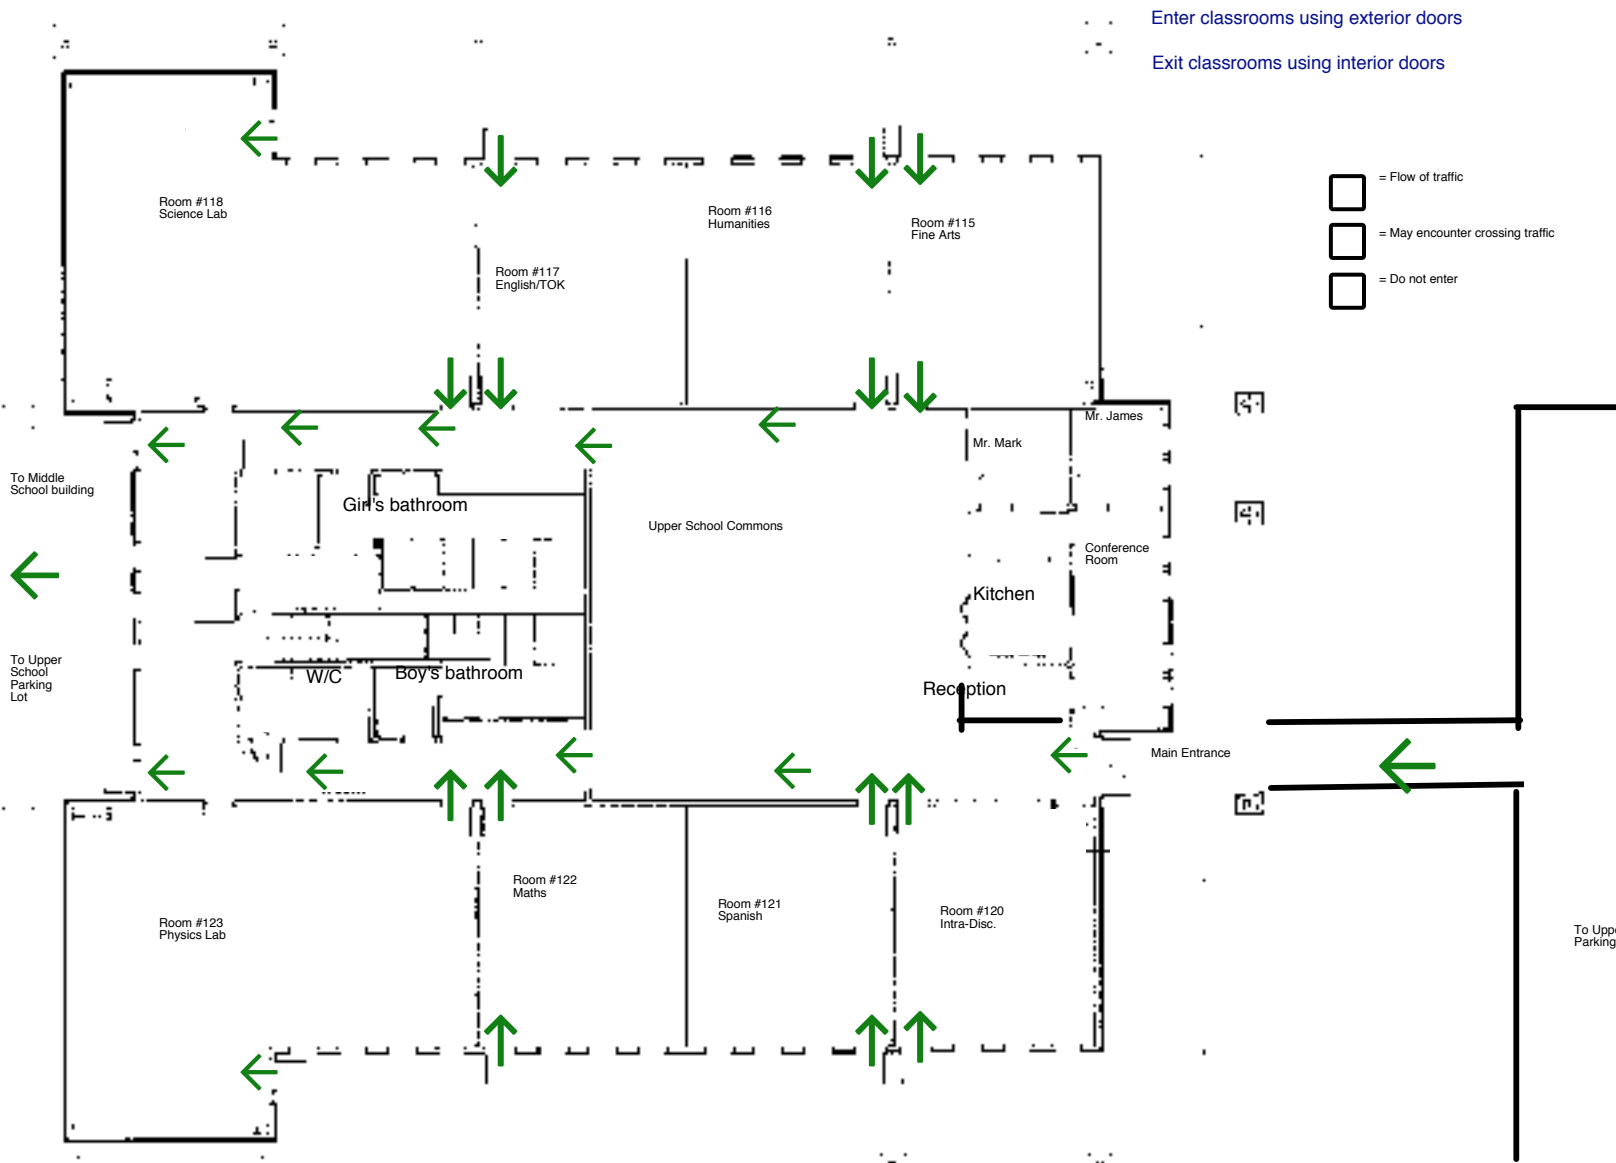 Enter classrooms using exterior doors
Exit classrooms using interior doors
= Flow of traffic
= May encounter crossing traffic
= Do not enter
Room #118
Science Lab
Room #116
Humanities
Room #115
Fine Arts
Room #117
English/TOK
Mr. James
Mr. Mark
To Middle
School building
Girl's bathroom
Upper School Commons
Conference
Room
Kitchen
To Upper
School
Parking
Lot
W/C
Boy's bathroom
Reception
Main Entrance
Room #122
Maths
Room #121
Spanish
Room #120
Intra-Disc.
Room #123
Physics Lab
To
Parking